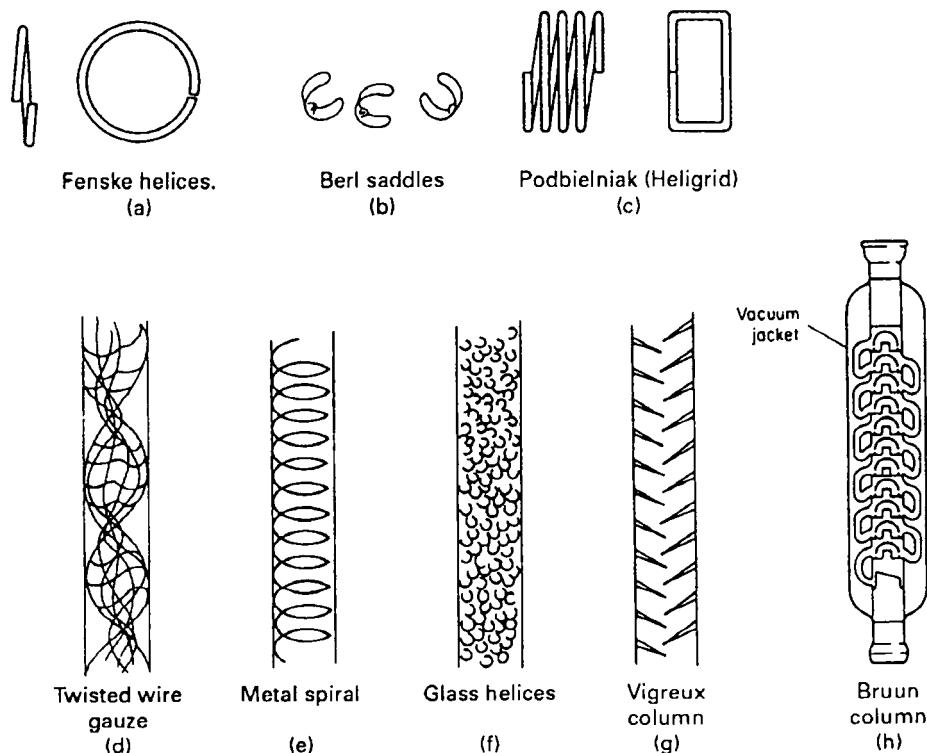 Fenske helices.
(a)
Berl saddles
(b)
Podbielniak (Heligrid)
(c)
Vacuum
jacket
Twisted wire
gauze
(d)
Metal spiral
(e)
Glass helices
(f)
Vigreux
column
(g)
Bruun
column
(h)